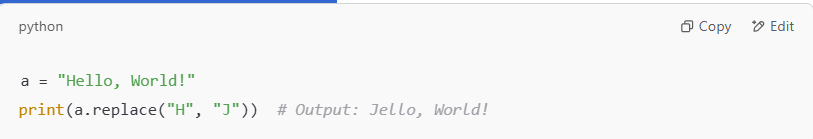 python
Copy
Edit
a = "Hello, World!"
print(a.replace("H", "J"))  # Output: Jello, World!